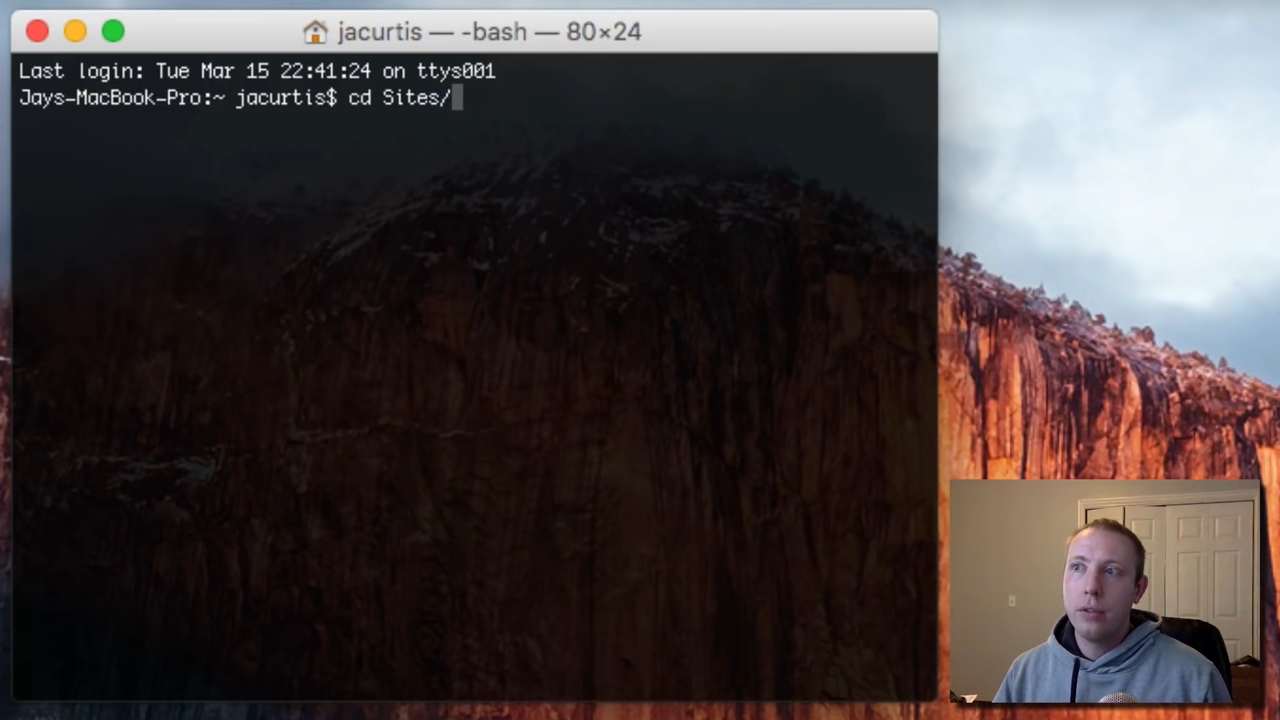 jacurtis — -bash — 80×24
Last login: Tue Mar 15 22:41:24 on ttys001
Jays-MacBook-Pro:~ jacurtis$ cd Sites/